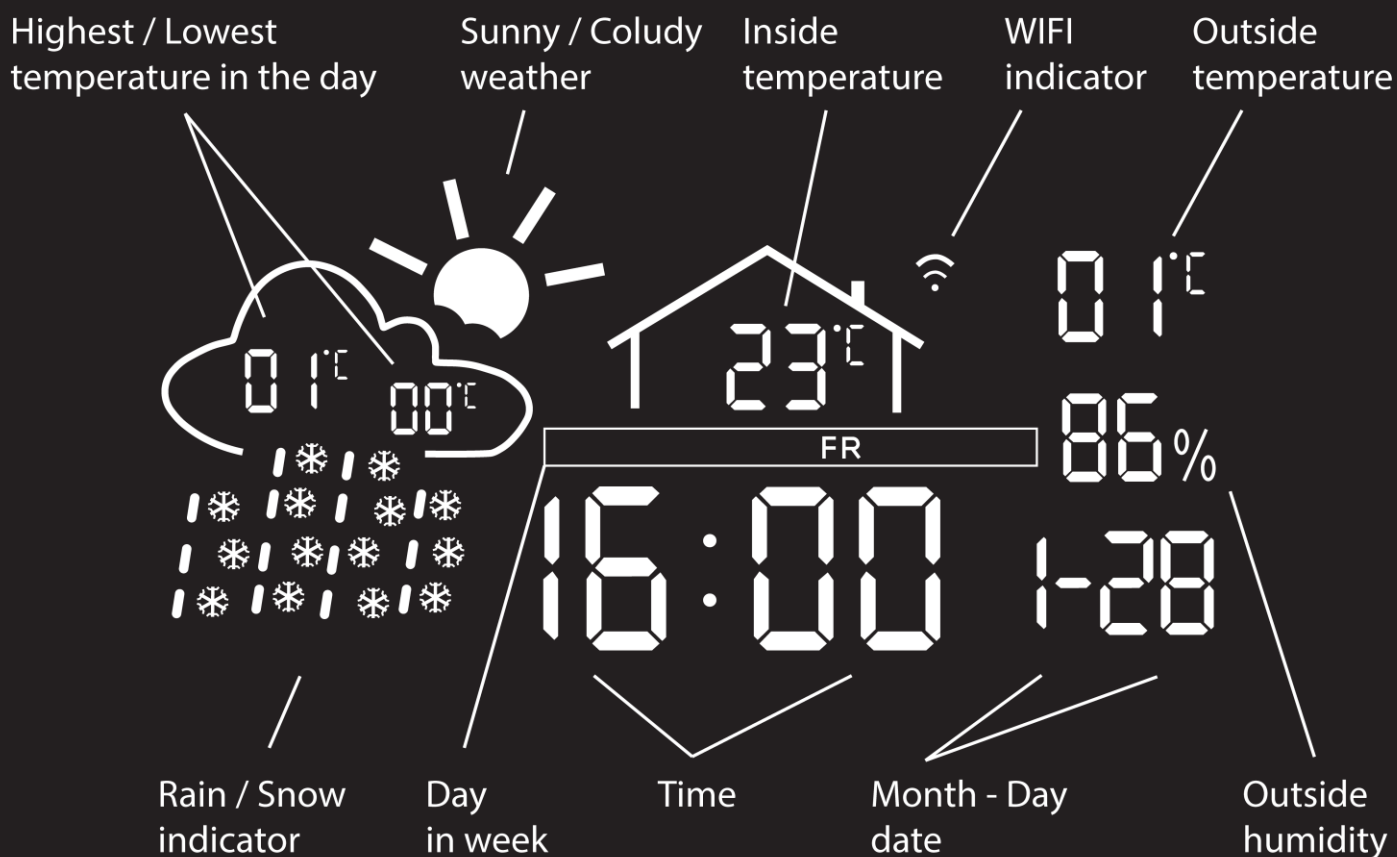 Highest / Lowest
temperature in the day
Sunny / Coludy
weather
Inside
temperature
WIFI
indicator
Outside
temperature
01°C
00°C
23°C
01°C
86%
FR
16:00
1-28
Rain / Snow
indicator
Day
in week
Time
Month - Day
date
Outside
humidity